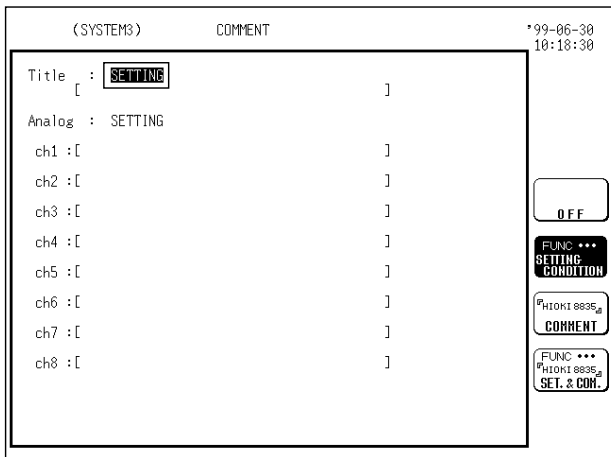 (SYSTEM3) COMMENT '99-06-30
10:18:30
Title : SETTING
[ ]
Analog : SETTING
ch1 :[ ]
ch2 :[ ]
ch3 :[ ]
ch4 :[ ]
ch5 :[ ]
ch6 :[ ]
ch7 :[ ]
ch8 :[ ]
OFF
FUNC •••
SETTING
CONDITION
『HIOKI 8835』
COMMENT
FUNC •••
『HIOKI 8835』
SET. & COM.